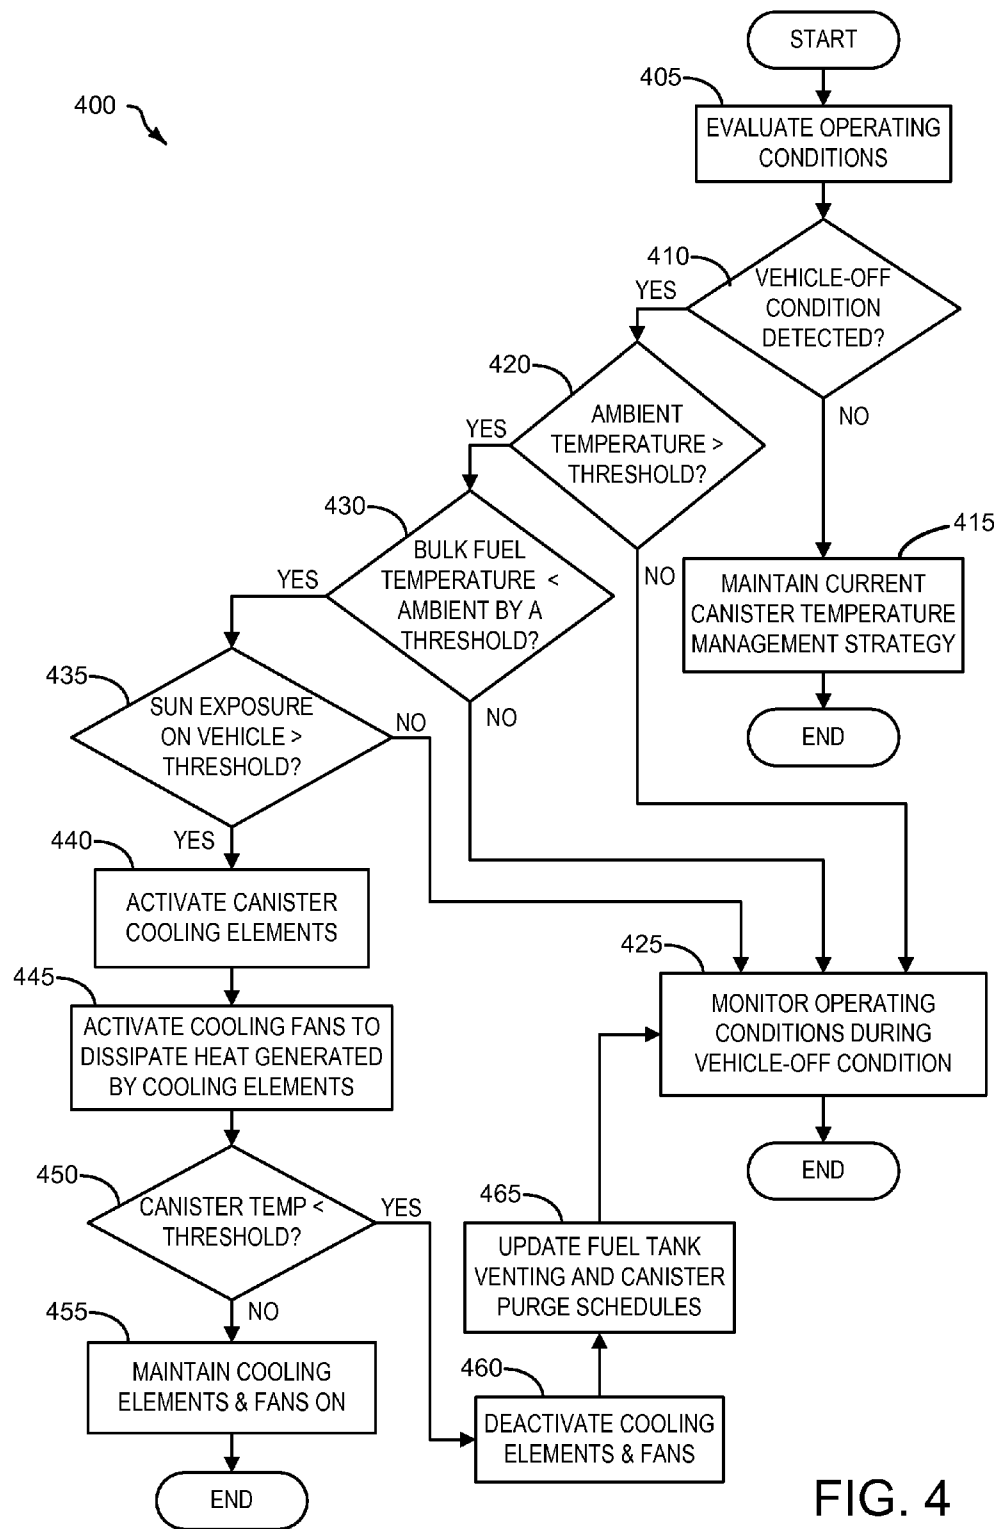 START
405
EVALUATE OPERATING
CONDITIONS
400
410
VEHICLE-OFF
CONDITION
DETECTED?
YES
NO
420
AMBIENT
TEMPERATURE >
THRESHOLD?
YES
NO
415
MAINTAIN CURRENT
CANISTER TEMPERATURE
MANAGEMENT STRATEGY
END
430
BULK FUEL
TEMPERATURE <
AMBIENT BY A
THRESHOLD?
YES
NO
435
SUN EXPOSURE
ON VEHICLE >
THRESHOLD?
NO
YES
440
ACTIVATE CANISTER
COOLING ELEMENTS
445
ACTIVATE COOLING FANS TO
DISSIPATE HEAT GENERATED
BY COOLING ELEMENTS
425
MONITOR OPERATING
CONDITIONS DURING
VEHICLE-OFF CONDITION
END
450
CANISTER TEMP <
THRESHOLD?
YES
NO
455
MAINTAIN COOLING
ELEMENTS & FANS ON
END
465
UPDATE FUEL TANK
VENTING AND CANISTER
PURGE SCHEDULES
460
DEACTIVATE COOLING
ELEMENTS & FANS
FIG. 4